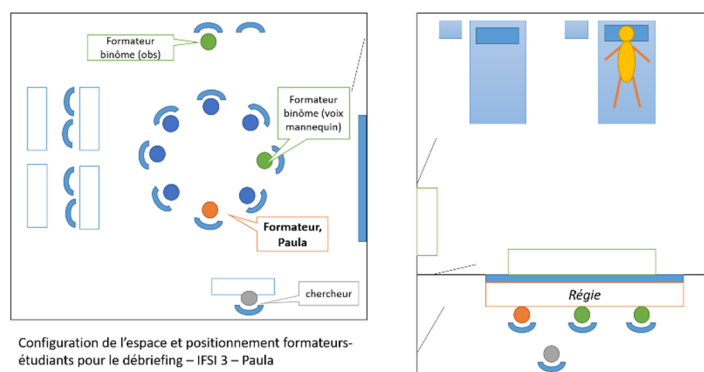 Formateur
binôme (obs)
Formateur
binôme (voix
mannequin)
Formateur,
Paula
chercheur
Configuration de l'espace et positionnement formateurs-
étudiants pour le débriefing – IFSI 3 – Paula
Régie